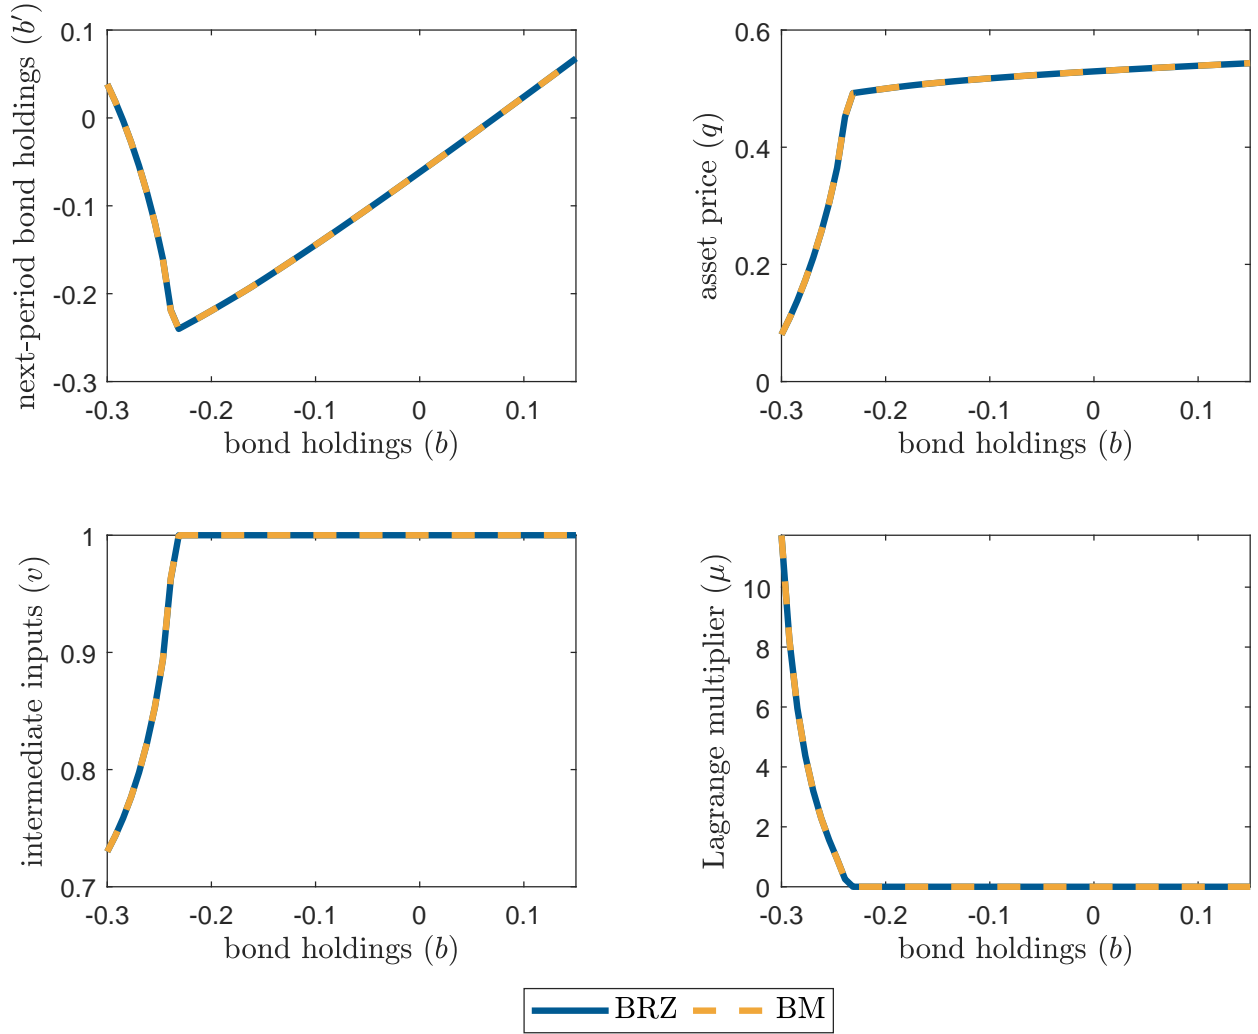 next-period bond holdings (b′)
0.1
0
-0.1
-0.2
-0.3
-0.3 -0.2 -0.1 0 0.1
bond holdings (b)
asset price (q)
0.6
0.4
0.2
0
-0.3 -0.2 -0.1 0 0.1
bond holdings (b)
intermediate inputs (v)
1
0.9
0.8
0.7
-0.3 -0.2 -0.1 0 0.1
bond holdings (b)
Lagrange multiplier (μ)
10
8
6
4
2
0
-0.3 -0.2 -0.1 0 0.1
bond holdings (b)
BRZ BM